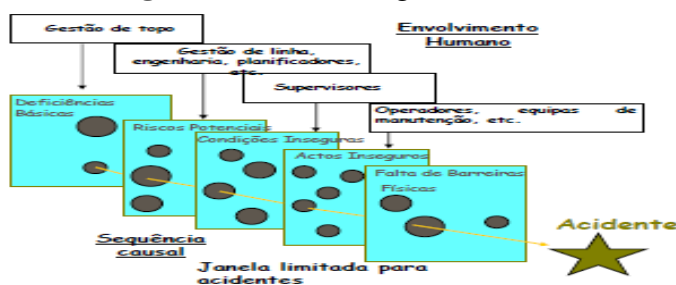 Gestão de topo
Envolvimento
Humano
Gestão de linha,
engenharia, planificadores,
etc.
Supervisores
Operadores, equipas de
manutenção, etc.
Deficiências
Básicas
Riscos Potenciais
Condições Inseguras
Actos Inseguros
Falta de Barreiras
Físicas
Acidente
Sequência
causal
Janela limitada para
acidentes